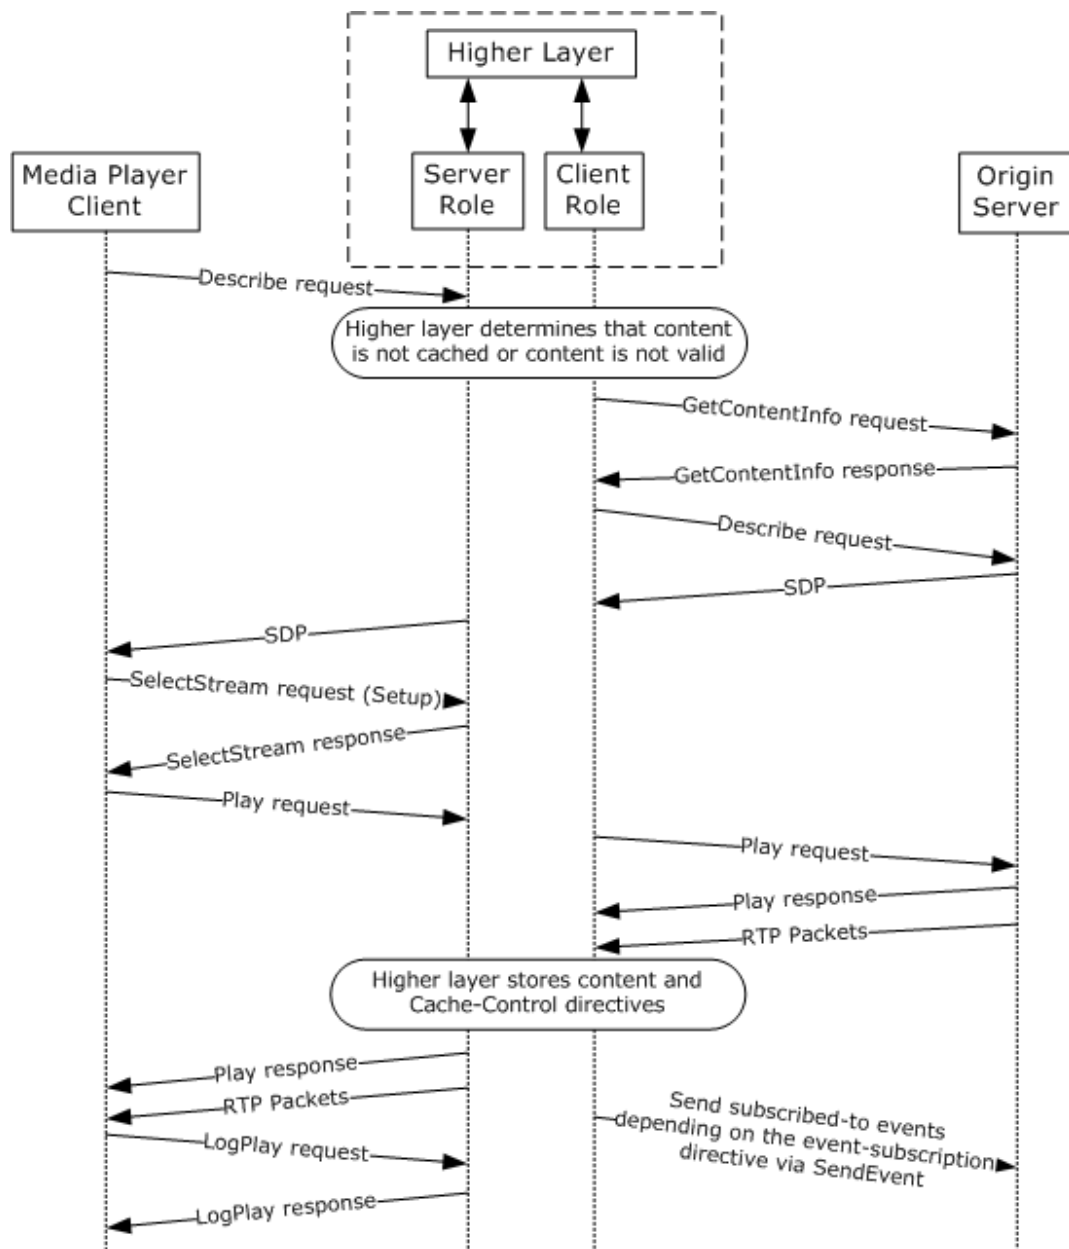 Higher Layer
Media Player
Client
Server
Role
Client
Role
Origin
Server
Describe request
Higher layer determines that content
is not cached or content is not valid
GetContentInfo request
GetContentInfo response
Describe request
SDP
SDP
SelectStream request (Setup)
SelectStream response
Play request
Play request
Play response
RTP Packets
Higher layer stores content and
Cache-Control directives
Play response
RTP Packets
Send subscribed-to events
depending on the event-subscription
directive via SendEvent
LogPlay request
LogPlay response